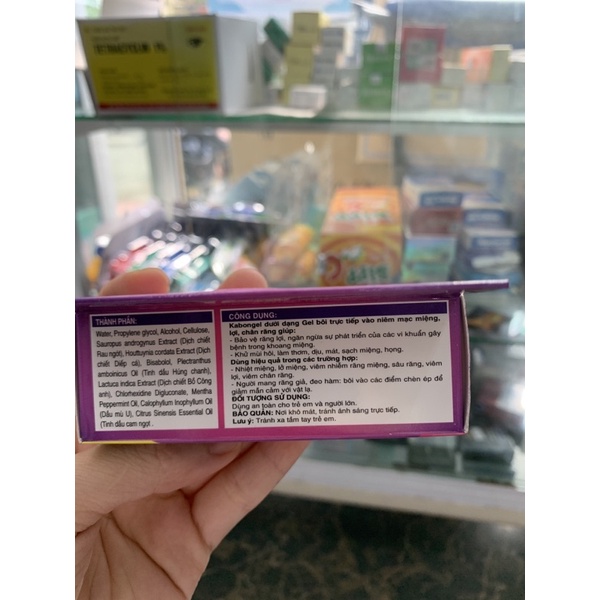 TETRACYCLIN 1%
THÀNH PHẦN:
Water, Propylene glycol, Alcohol, Cellulose,
Sauropus androgynus Extract (Dịch chiết
Rau ngót), Houttuynia cordata Extract (Dịch
chiết Diếp cá), Bisabolol, Plectranthus
amboinicus Oil (Tinh dầu Húng chanh),
Lactuca indica Extract (Dịch chiết Bồ Công
anh), Chlorhexidine Digluconate, Mentha
Peppermint Oil, Calophyllum Inophyllum Oil
(Dầu mù U), Citrus Sinensis Essential Oil
(Tinh dầu cam ngọt .
CÔNG DỤNG:
Kabongel dưới dạng Gel bôi trực tiếp vào niêm mạc miệng,
lợi, chân răng giúp:
- Bảo vệ răng lợi, ngăn ngừa sự phát triển của các vi khuẩn gây
bệnh trong khoang miệng.
- Khử mùi hôi, làm thơm, dịu, mát, sạch miệng, họng.
Dùng hiệu quả trong các trường hợp:
- Nhiệt miệng, lở miệng, viêm nhiễm răng miệng, sâu răng, viêm
lợi, viêm chân răng.
- Người mang răng giả, đeo hàm: bôi vào các điểm chèn ép để
giảm mẫn cảm với vật lạ.
ĐỐI TƯỢNG SỬ DỤNG:
Dùng an toàn cho trẻ em và người lớn.
BẢO QUẢN: Nơi khô mát, tránh ánh sáng trực tiếp.
Lưu ý: Tránh xa tầm tay trẻ em.